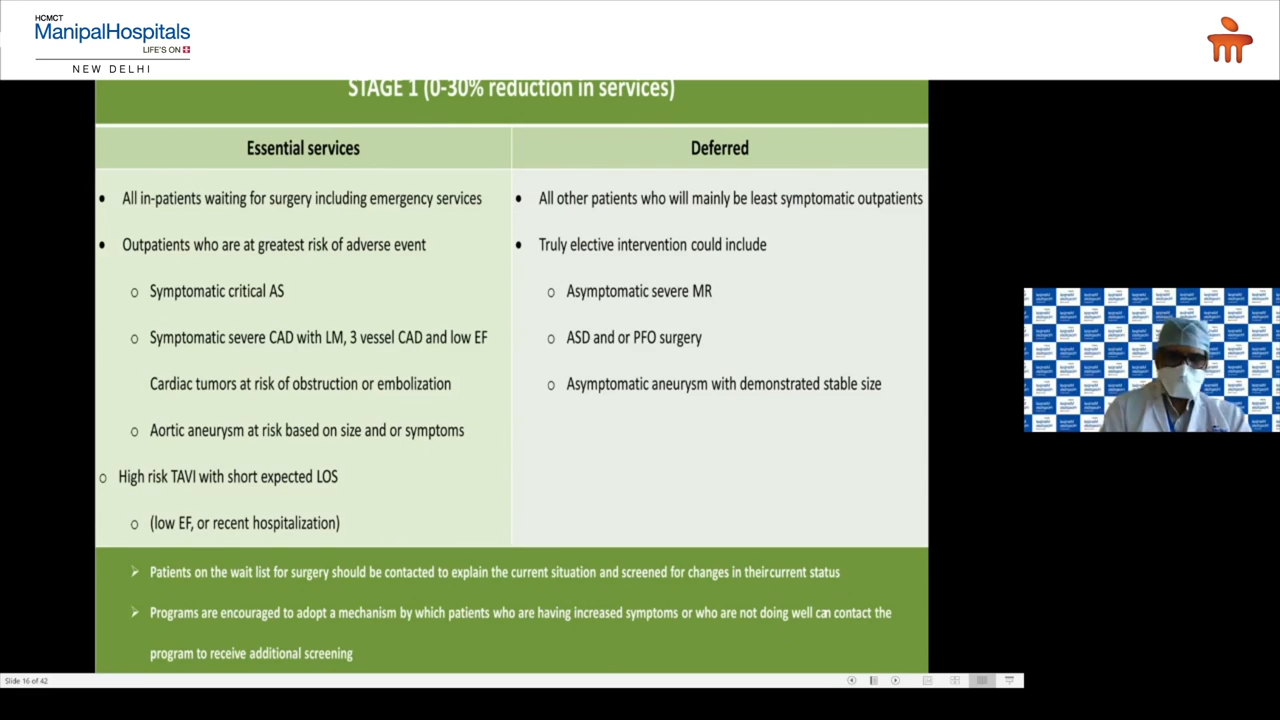 HCMCT
ManipalHospitals
LIFE'S ON
NEW DELHI
STAGE 1 (0-30% reduction in services)
Essential services
Deferred
• All in-patients waiting for surgery including emergency services
• Outpatients who are at greatest risk of adverse event
o Symptomatic critical AS
o Symptomatic severe CAD with LM, 3 vessel CAD and low EF
Cardiac tumors at risk of obstruction or embolization
o Aortic aneurysm at risk based on size and or symptoms
o High risk TAVI with short expected LOS
o (low EF, or recent hospitalization)
• All other patients who will mainly be least symptomatic outpatients
• Truly elective intervention could include
o Asymptomatic severe MR
o ASD and or PFO surgery
o Asymptomatic aneurysm with demonstrated stable size
➢ Patients on the wait list for surgery should be contacted to explain the current situation and screened for changes in theircurrent status
➢ Programs are encouraged to adopt a mechanism by which patients who are having increased symptoms or who are not doing well can contact the
program to receive additional screening
Slide 16 of 42